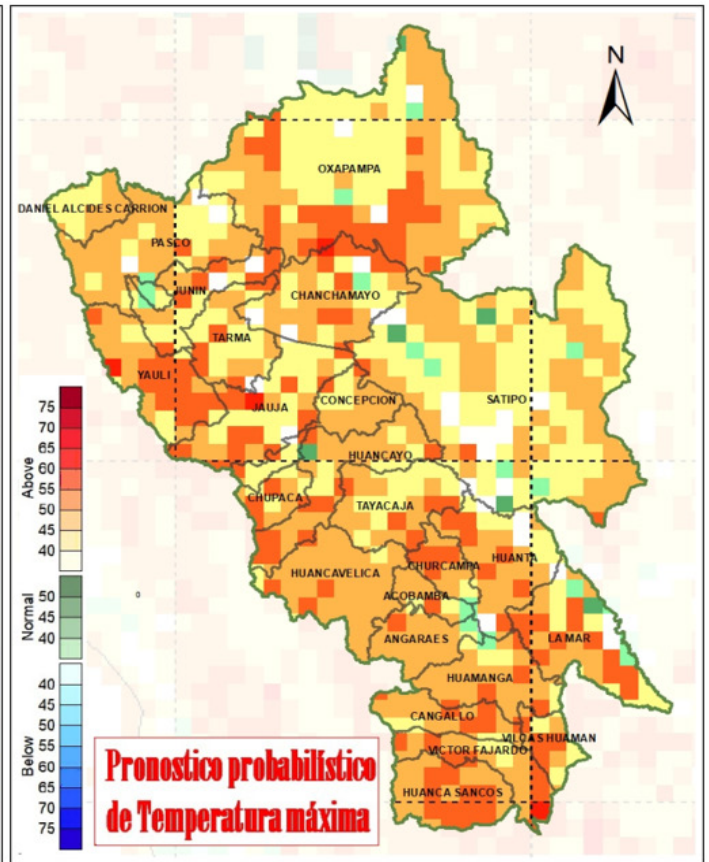 N
OXAPAMPA
DANIEL ALCIDES CARRION
PASCO
JUNIN
CHANCHAMAYO
TARMA
YAULI
JAUJA
CONCEPCION
SATIPO
HUANCAYO
CHUPACA
TAYACAJA
HUANTA
HUANCAVELICA
CHURCAMPA
ACOBAMBA
ANGARAES
LA MAR
HUAMANGA
CANGALLO
VILCAS HUAMAN
VICTOR FAJARDO
HUANCA SANCOS
Above
75
70
65
60
55
50
45
40
Normal
50
45
40
Below
40
45
50
55
60
65
70
75
0
Pronostico probabilístico
de Temperatura máxima